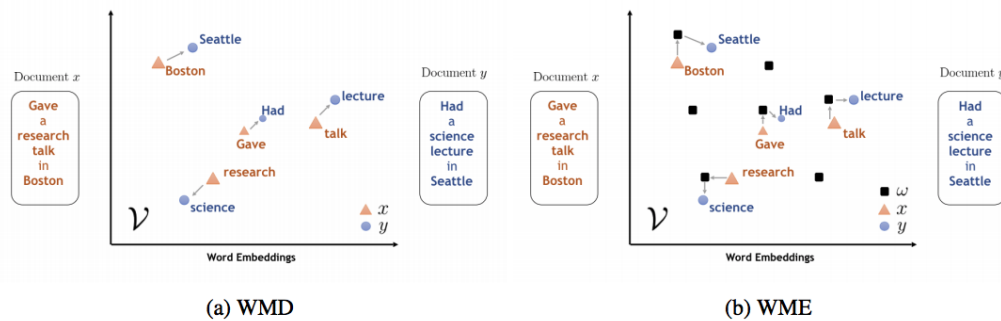 Document x
Gave
a
research
talk
in
Boston
Seattle
Boston
Had
Gave
lecture
talk
research
science
𝒱
x
y
Word Embeddings
Document y
Had
a
science
lecture
in
Seattle
(a) WMD
Document x
Gave
a
research
talk
in
Boston
Seattle
Boston
Had
Gave
lecture
talk
research
science
𝒱
ω
x
y
Word Embeddings
Document
Had
a
science
lecture
in
Seattle
(b) WME